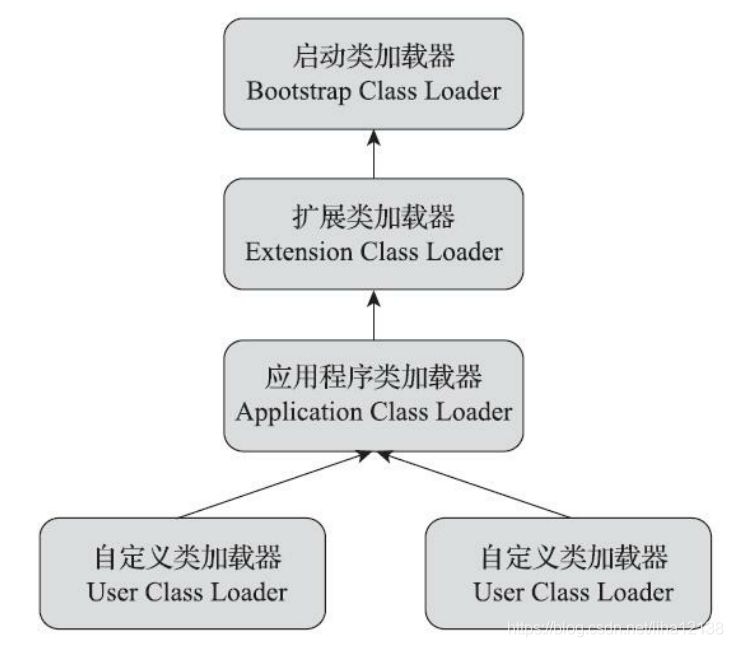 启动类加载器
Bootstrap Class Loader
扩展类加载器
Extension Class Loader
应用程序类加载器
Application Class Loader
自定义类加载器
User Class Loader
自定义类加载器
User Class Loader
https://blog.csdn.net/liha12138